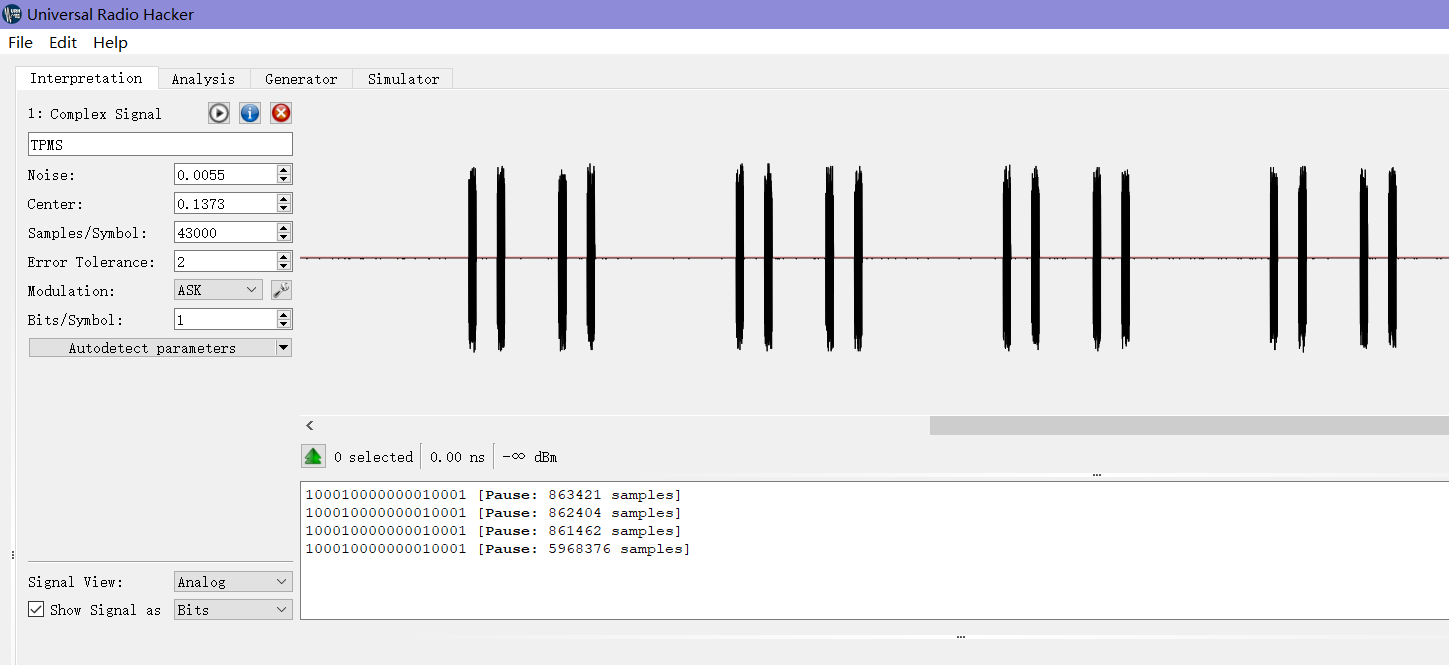 Universal Radio Hacker
File Edit Help
Interpretation Analysis Generator Simulator
1: Complex Signal
TPMS
Noise: 0.0055
Center: 0.1373
Samples/Symbol: 43000
Error Tolerance: 2
Modulation: ASK
Bits/Symbol: 1
Autodetect parameters
0 selected 0.00 ns -∞ dBm
100010000000010001 [Pause: 863421 samples]
100010000000010001 [Pause: 862404 samples]
100010000000010001 [Pause: 861462 samples]
100010000000010001 [Pause: 5968376 samples]
Signal View: Analog
Show Signal as Bits